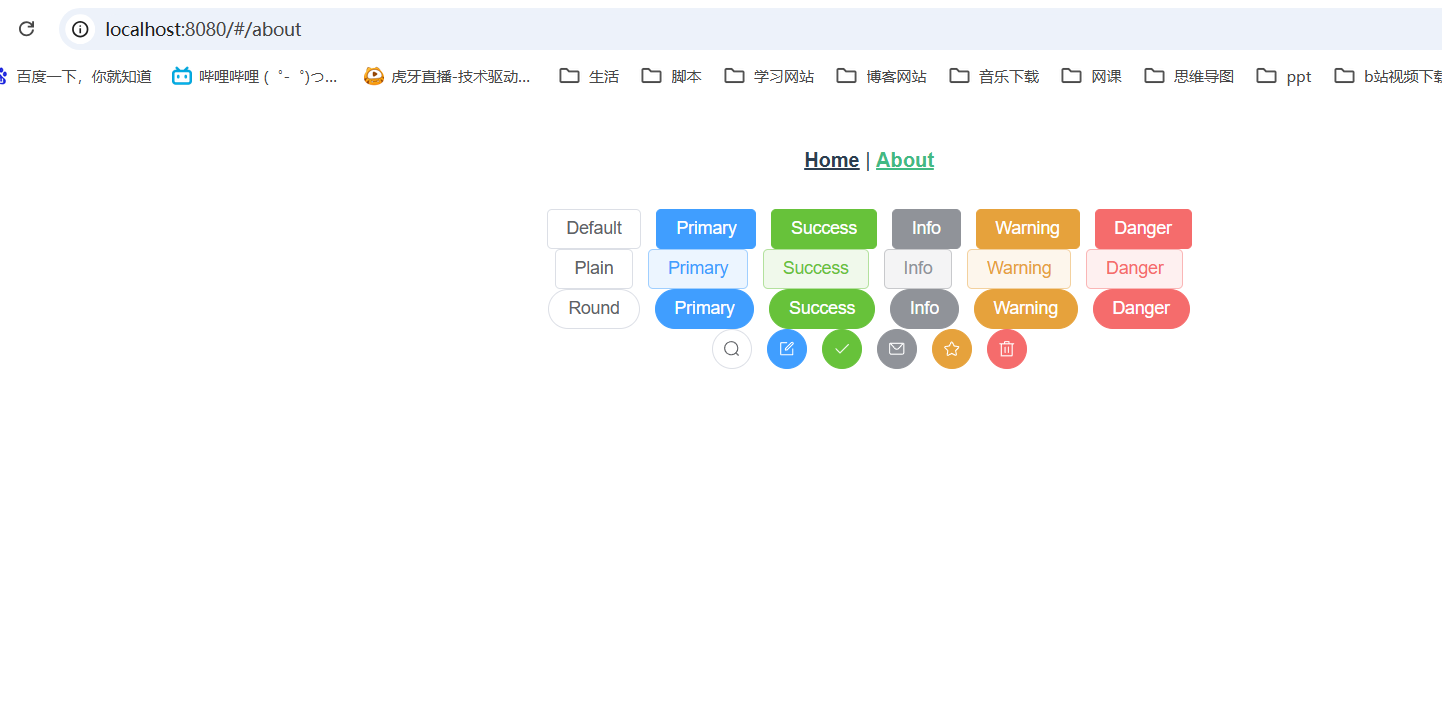 localhost:8080/#/about
百度一下，你就知道 哔哩哔哩 (゜-゜)つ... 虎牙直播-技术驱动... 生活 脚本 学习网站 博客网站 音乐下载 网课 思维导图 ppt b站视频下载
Home | About
Default Primary Success Info Warning Danger
Plain Primary Success Info Warning Danger
Round Primary Success Info Warning Danger